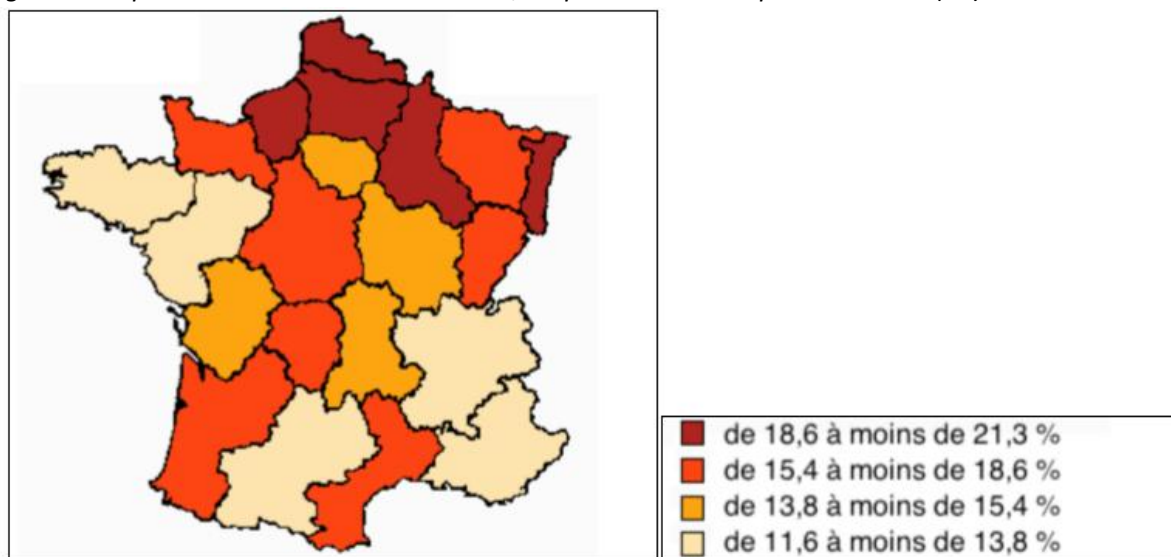 de 18,6 à moins de 21,3 %
de 15,4 à moins de 18,6 %
de 13,8 à moins de 15,4 %
de 11,6 à moins de 13,8 %